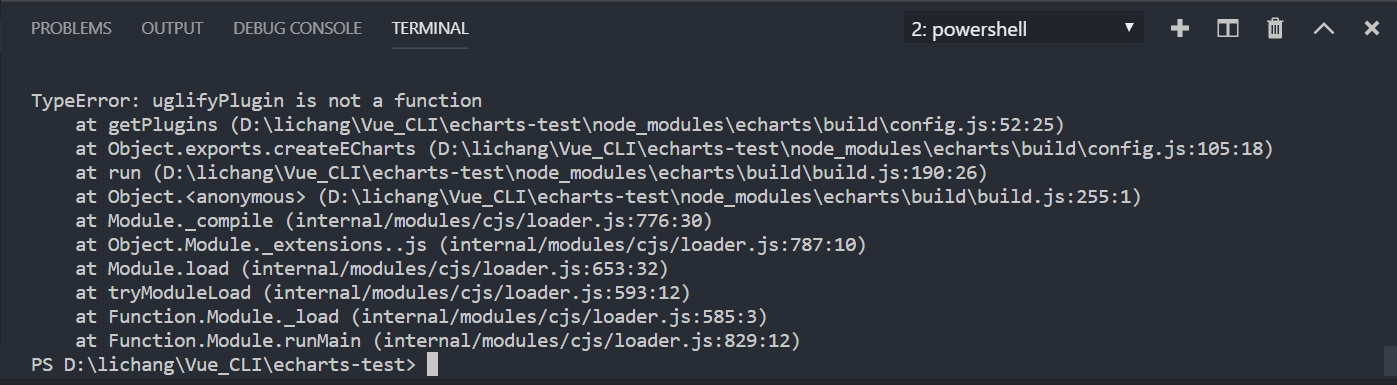 PROBLEMS OUTPUT DEBUG CONSOLE TERMINAL 2: powershell
TypeError: uglifyPlugin is not a function
at getPlugins (D:\lichang\Vue_CLI\echarts-test\node_modules\echarts\build\config.js:52:25)
at Object.exports.createECharts (D:\lichang\Vue_CLI\echarts-test\node_modules\echarts\build\config.js:105:18)
at run (D:\lichang\Vue_CLI\echarts-test\node_modules\echarts\build\build.js:190:26)
at Object.<anonymous> (D:\lichang\Vue_CLI\echarts-test\node_modules\echarts\build\build.js:255:1)
at Module._compile (internal/modules/cjs/loader.js:776:30)
at Object.Module._extensions..js (internal/modules/cjs/loader.js:787:10)
at Module.load (internal/modules/cjs/loader.js:653:32)
at tryModuleLoad (internal/modules/cjs/loader.js:593:12)
at Function.Module._load (internal/modules/cjs/loader.js:585:3)
at Function.Module.runMain (internal/modules/cjs/loader.js:829:12)
PS D:\lichang\Vue_CLI\echarts-test>